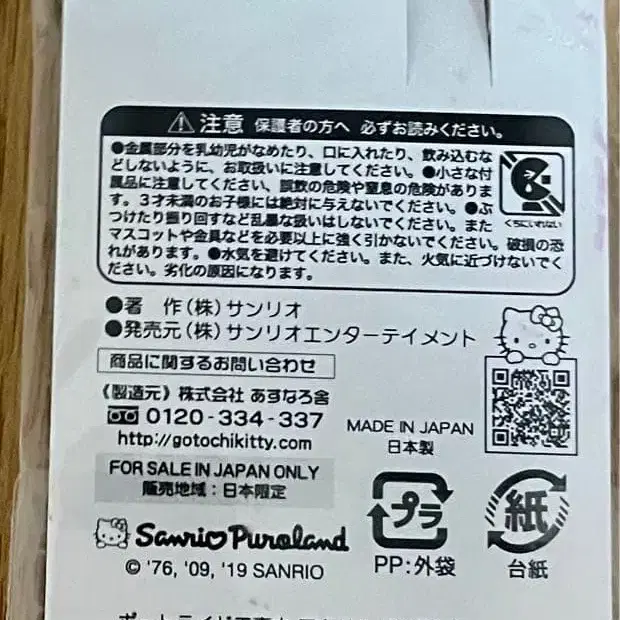 ⚠注意 保護者の方へ 必ずお読みください。
●金属部分を乳幼児がなめたり、口に入れたり、飲み込むな
どしないように、お取扱いに注意してください。●小さな付
属品に注意してください、誤飲の危険や窒息の危険がありま
す。3才未満のお子様には絶対に与えないでください。●ぶ
つけたり振り回すなど乱暴な扱いはしないでください。また
マスコットや金具などを必要以上に強く引かないでください。破損の恐
れがあります。●水気を避けてください。また、火気に近づけないでく
ださい。劣化の原因になります。
くちにいれない
●著 作(株)サンリオ
●発売元(株)サンリオエンターテイメント
商品に関するお問い合わせ
《製造元》株式会社 あすなろ舎
0120-334-337
http://gotochikitty.com
MADE IN JAPAN
日本製
FOR SALE IN JAPAN ONLY
販売地域:日本限定
Sanrio Puroland
© '76, '09, '19 SANRIO
プラ
PP:外袋
紙
台紙